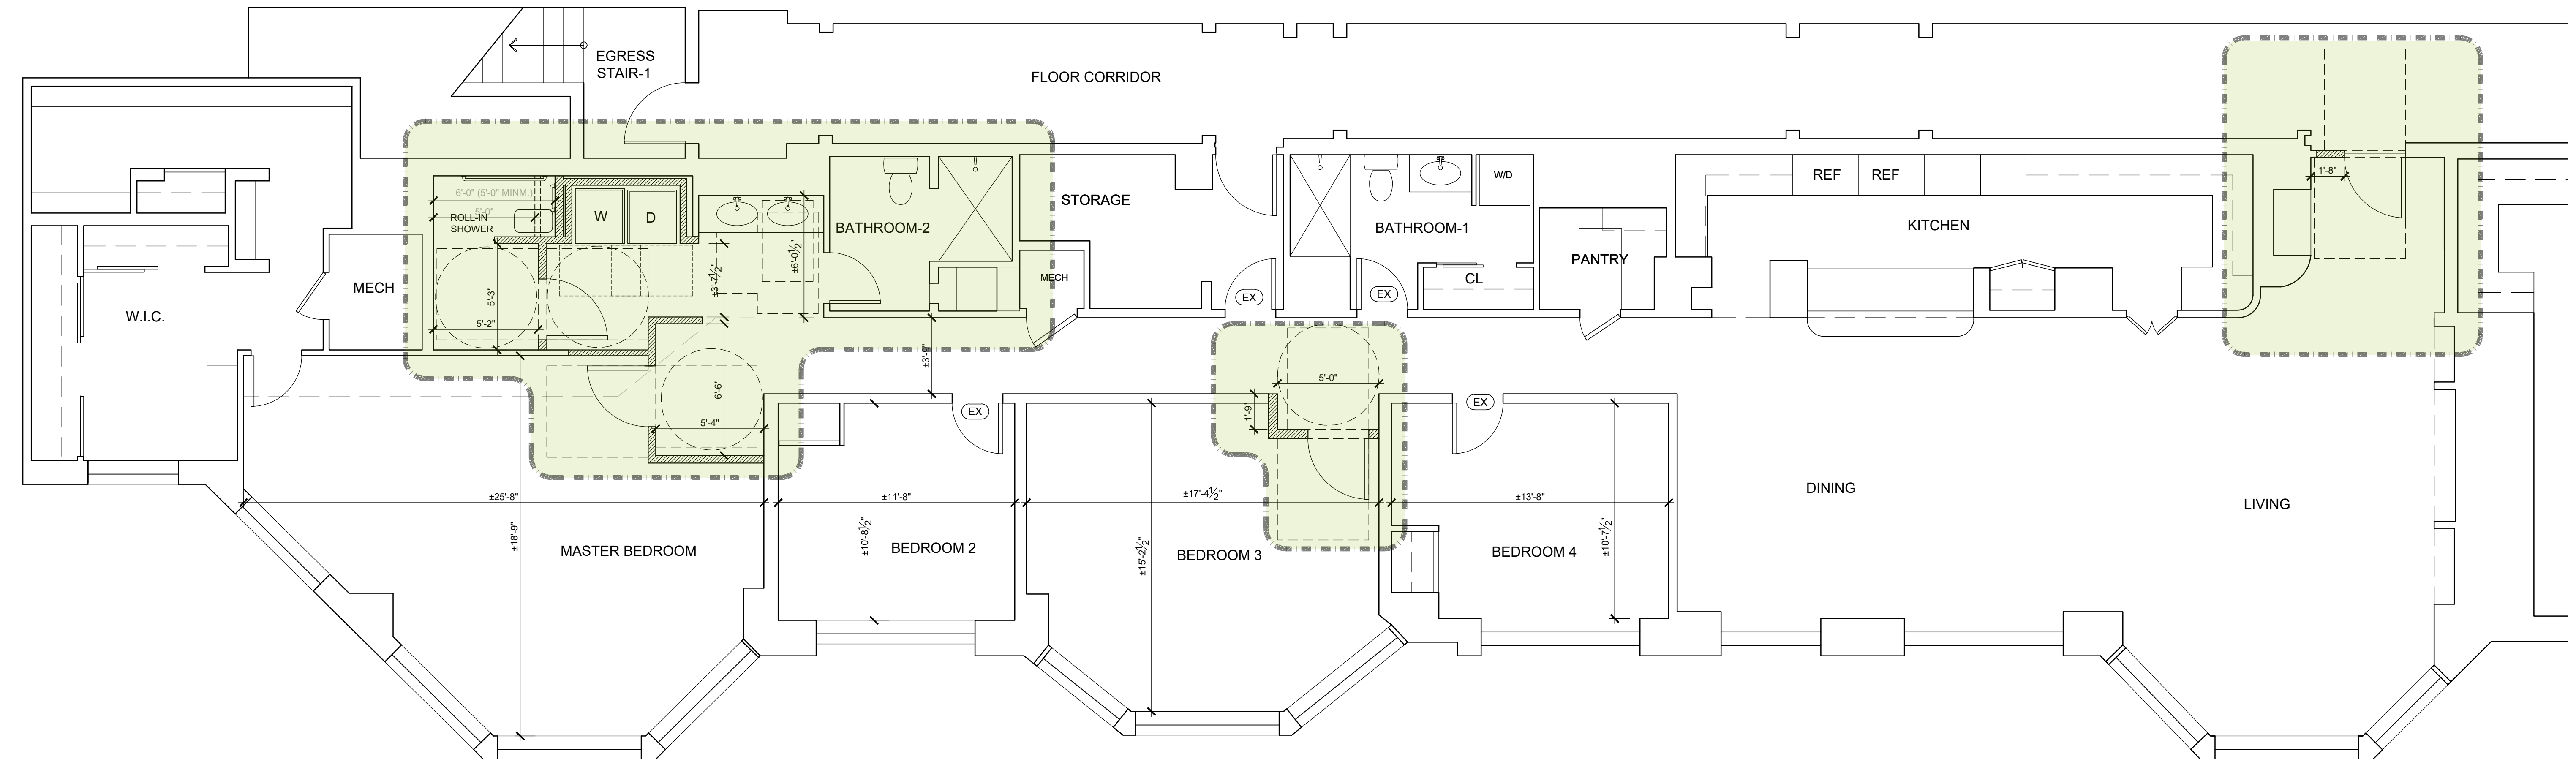 EGRESS
STAIR-1
FLOOR CORRIDOR
6'-0" (5'-0" MINM.)
5'-0"
ROLL-IN
SHOWER
W
D
BATHROOM-2
STORAGE
BATHROOM-1
W/D
REF
REF
1'-8"
KITCHEN
PANTRY
MECH
MECH
CL
EX
EX
W.I.C.
5'-3"
5'-2"
±3'-7½"
±6'-0½"
±3'-9"
6'-6"
5'-4"
5'-0"
1'-9"
EX
EX
±25'-8"
±11'-8"
±17'-4½"
±13'-8"
DINING
LIVING
±18'-9"
MASTER BEDROOM
±10'-8½"
BEDROOM 2
±15'-2½"
BEDROOM 3
BEDROOM 4
±10'-7½"